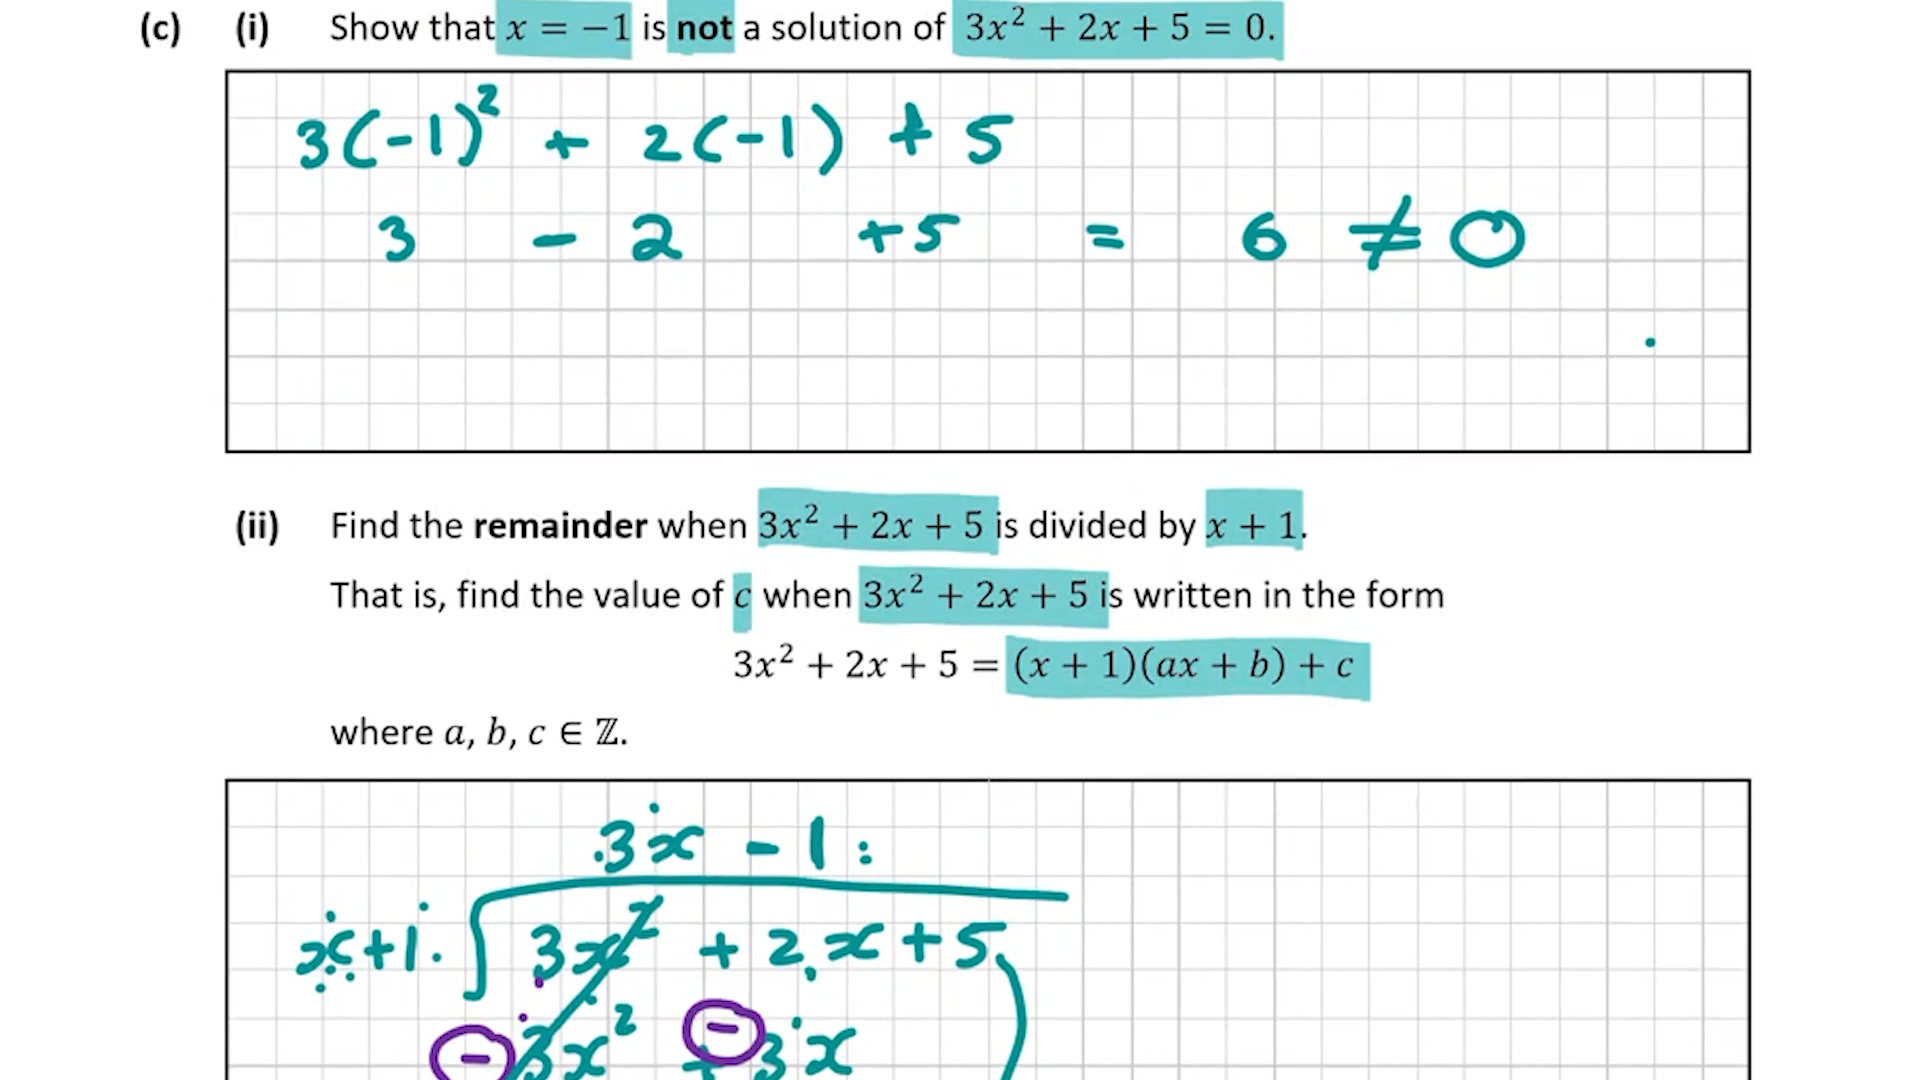 (c) (i) Show that x = −1 is not a solution of 3x² + 2x + 5 = 0.
3(-1)² + 2(-1) + 5
3 - 2 +5 = 6 ≠ 0
(ii) Find the remainder when 3x² + 2x + 5 is divided by x + 1.
That is, find the value of c when 3x² + 2x + 5 is written in the form
3x² + 2x + 5 = (x + 1)(ax + b) + c
where a, b, c ∈ ℤ.
3x - 1
x+1 3x² + 2x + 5
- 3x² - + 3x